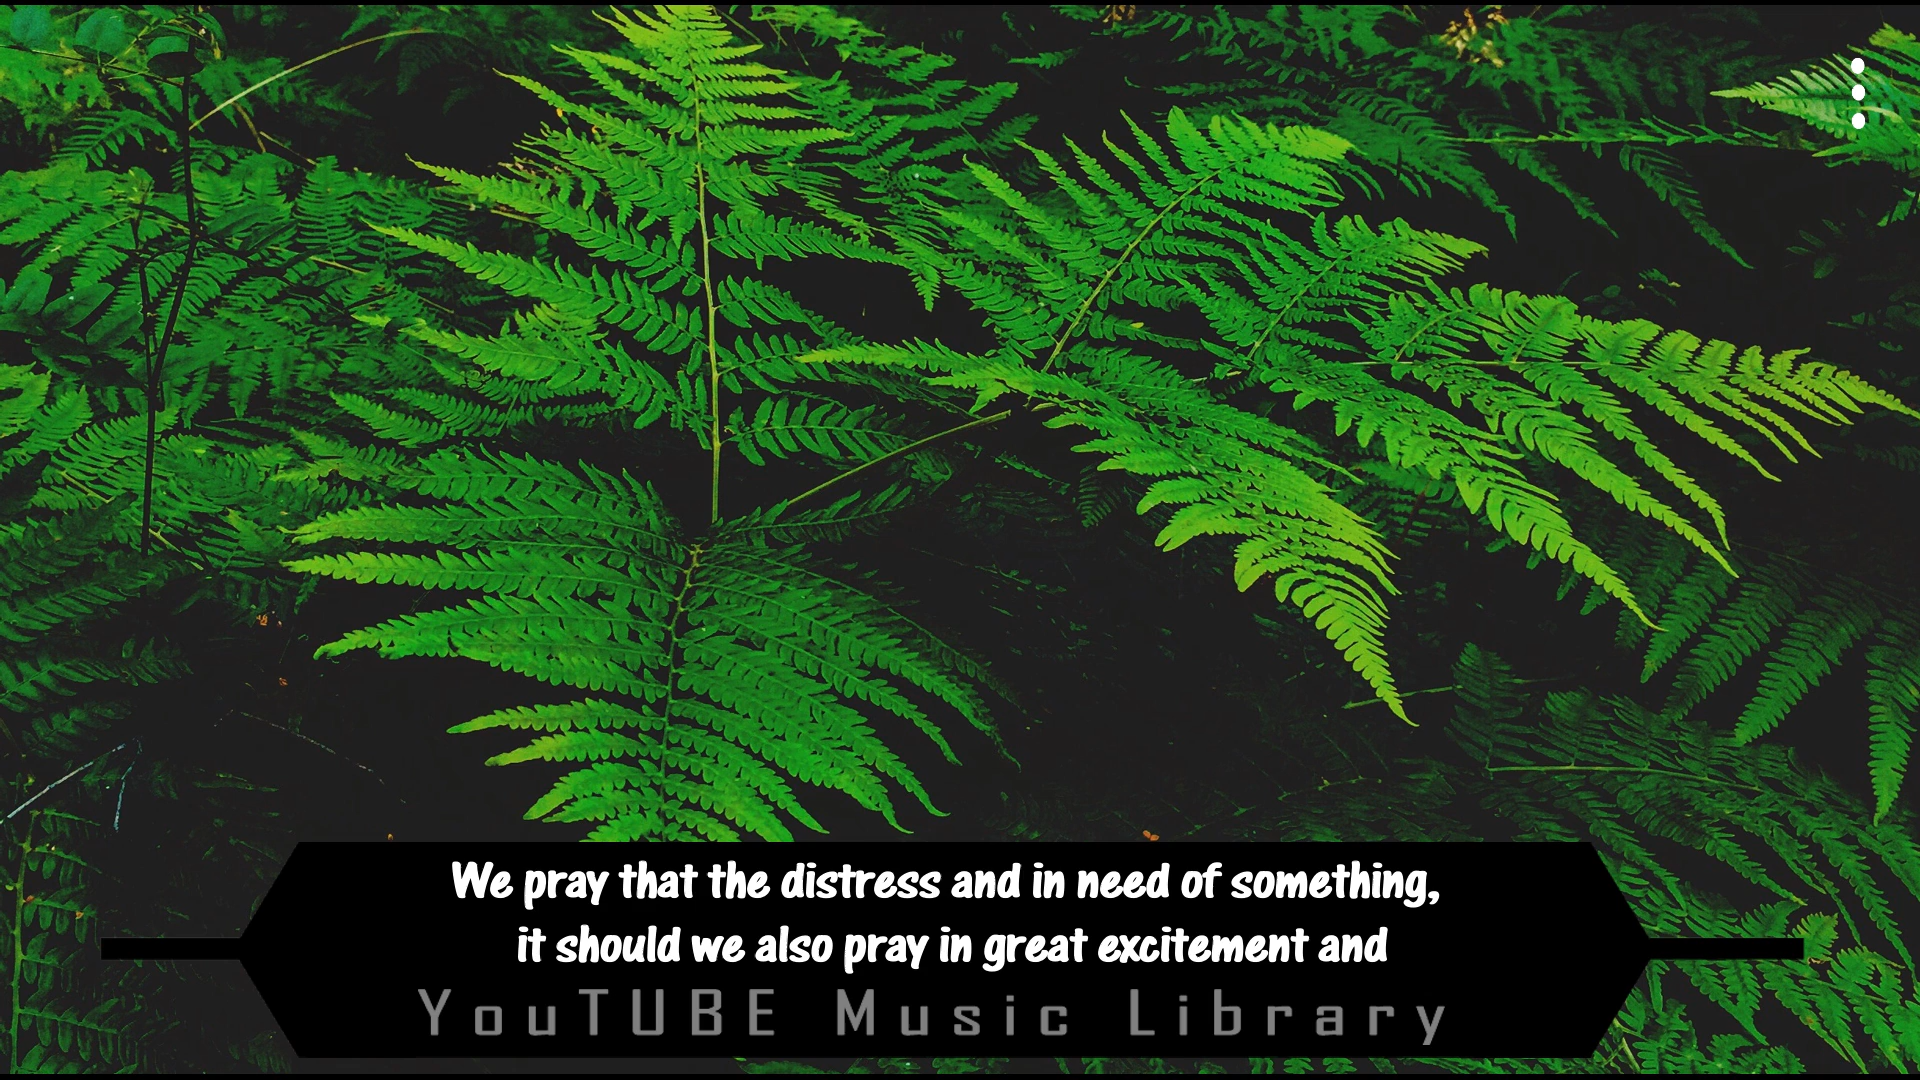 We pray that the distress and in need of something,
it should we also pray in great excitement and
YouTUBE Music Library